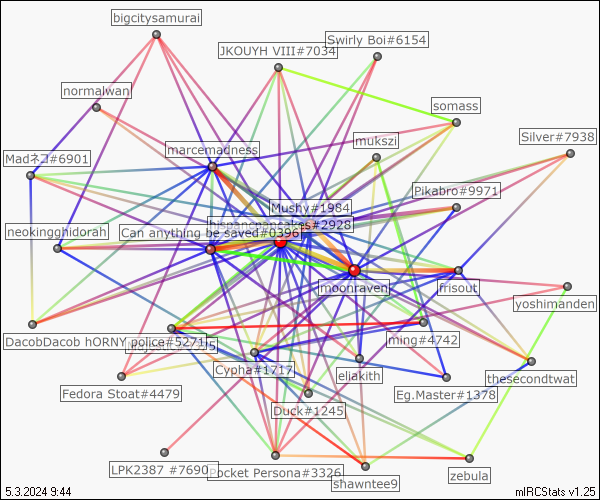 bigcitysamurai
Swirly Boi#6154
JKOUYH VIII#7034
normalwan
somass
Silver#7938
mukszi
marcemadness
Madネコ#6901
Pikabro#9971
Mushy#1984
hispanicpancakes#2928
neokingghidorah
Can anything be saved#0396
moonraven
frisout
yoshimanden
DacobDacob hORNY police#5271
ming#4742
Cypha#1717
eliakith
thesecondtwat
Fedora Stoat#4479
Eg.Master#1378
Duck#1245
LPK2387 #7690
Pocket Persona#3326
shawntee9
zebula
5.3.2024 9:44
mIRCStats v1.25